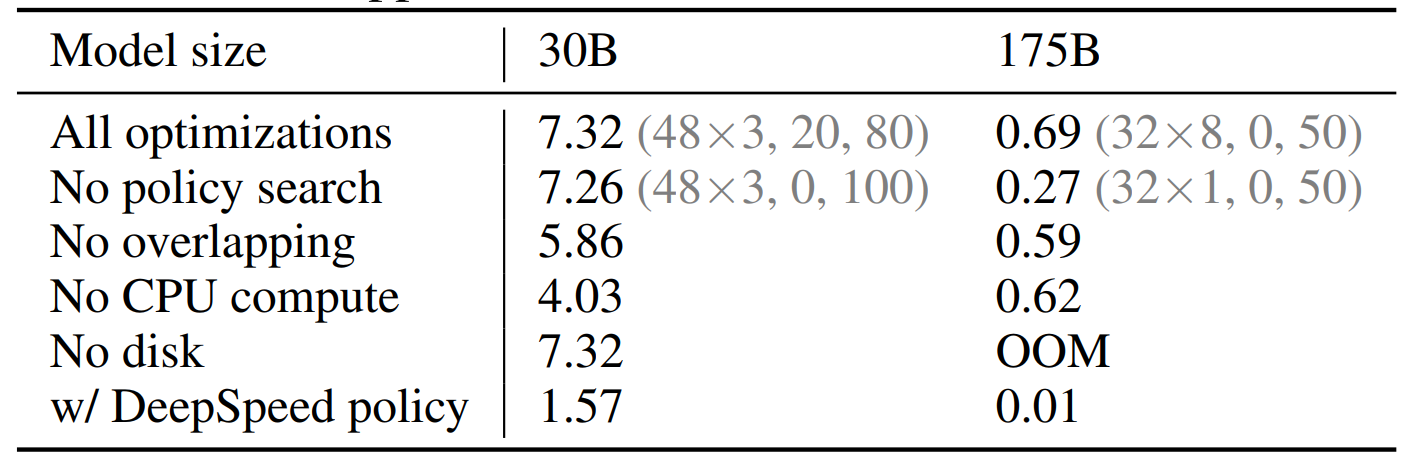 Model size 30B 175B
All optimizations 7.32 (48×3, 20, 80) 0.69 (32×8, 0, 50)
No policy search 7.26 (48×3, 0, 100) 0.27 (32×1, 0, 50)
No overlapping 5.86 0.59
No CPU compute 4.03 0.62
No disk 7.32 OOM
w/ DeepSpeed policy 1.57 0.01